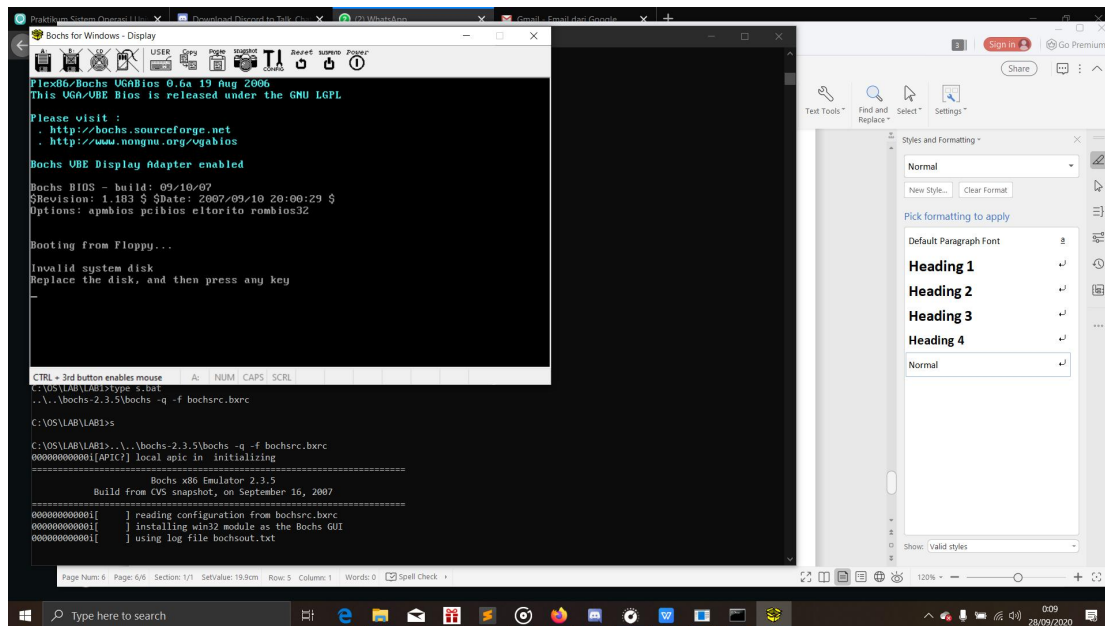 Praktikum Sistem Operasi | Uni
Download Discord to Talk, Cha
(2) WhatsApp
Gmail - Email dari Google
Bochs for Windows - Display
A: B: CD USER Copy Paste snapshot Reset suspend Power
CONFIG
Plex86/Bochs VGABios 0.6a 19 Aug 2006
This VGA/VBE Bios is released under the GNU LGPL
Please visit :
. http://bochs.sourceforge.net
. http://www.nongnu.org/vgabios
Bochs VBE Display Adapter enabled
Bochs BIOS - build: 09/10/07
$Revision: 1.183 $ $Date: 2007/09/10 20:00:29 $
Options: apmbios pcibios eltorito rombios32
Booting from Floppy...
Invalid system disk
Replace the disk, and then press any key
CTRL + 3rd button enables mouse A: NUM CAPS SCRL
C:\OS\LAB\LAB1>type s.bat
..\..\bochs-2.3.5\bochs -q -f bochsrc.bxrc
C:\OS\LAB\LAB1>s
C:\OS\LAB\LAB1>..\..\bochs-2.3.5\bochs -q -f bochsrc.bxrc
00000000000i[APIC?] local apic in initializing
========================================================================
Bochs x86 Emulator 2.3.5
Build from CVS snapshot, on September 16, 2007
========================================================================
00000000000i[ ] reading configuration from bochsrc.bxrc
00000000000i[ ] installing win32 module as the Bochs GUI
00000000000i[ ] using log file bochsout.txt
3 Sign in Go Premium
Share
Text Tools Find and Replace Select Settings
Styles and Formatting
Normal
New Style... Clear Format
Pick formatting to apply
Default Paragraph Font a
Heading 1
Heading 2
Heading 3
Heading 4
Normal
Show: Valid styles
Page Num: 6 Page: 6/6 Section: 1/1 SetValue: 19.9cm Row: 5 Column: 1 Words: 0 Spell Check
120%
Type here to search
0:09
28/09/2020